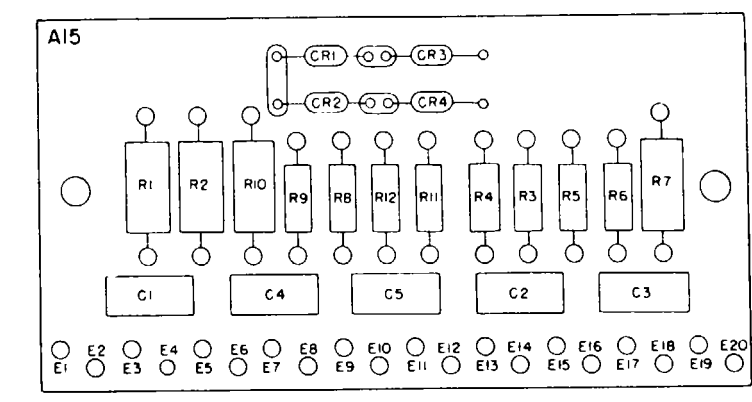 A15
CR1 CR3
CR2 CR4
R1 R2 R10 R9 R8 R12 R11 R4 R3 R5 R6 R7
C1 C4 C5 C2 C3
E2 E4 E6 E8 E10 E12 E14 E16 E18 E20
E1 E3 E5 E7 E9 E11 E13 E15 E17 E19